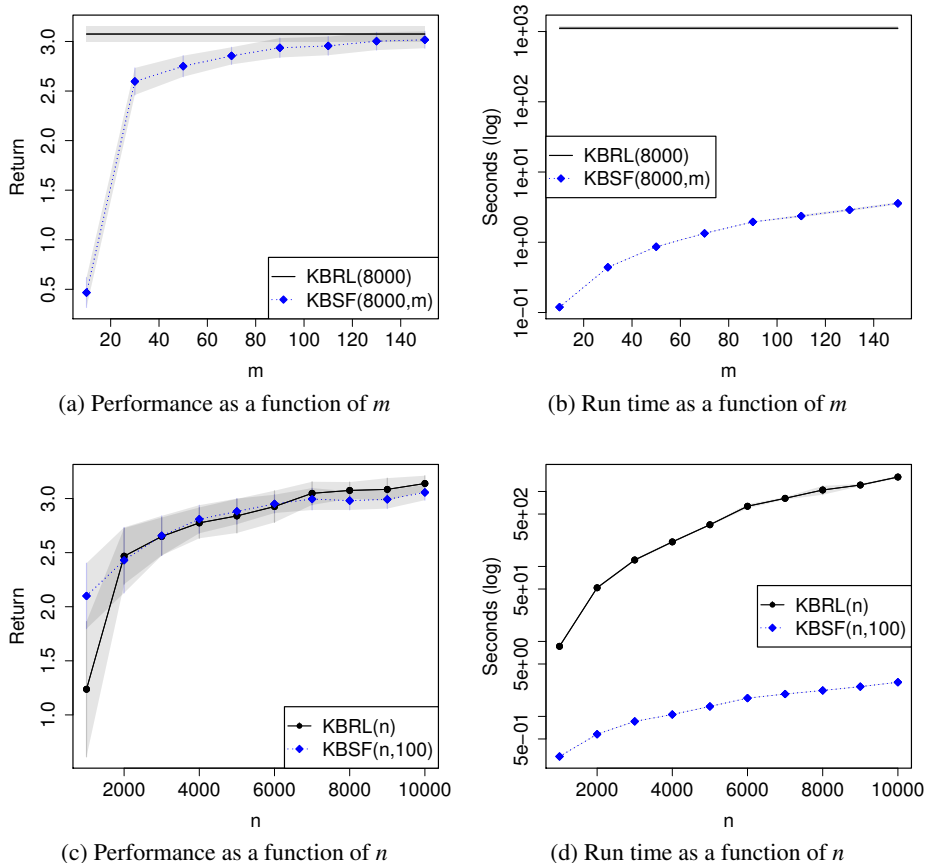 Return
0.5 1.0 1.5 2.0 2.5 3.0
KBRL(8000)
KBSF(8000,m)
20 40 60 80 100 120 140
m
(a) Performance as a function of m
Seconds (log)
1e−01 1e+00 1e+01 1e+02 1e+03
KBRL(8000)
KBSF(8000,m)
20 40 60 80 100 120 140
m
(b) Run time as a function of m
Return
1.0 1.5 2.0 2.5 3.0
KBRL(n)
KBSF(n,100)
2000 4000 6000 8000 10000
n
(c) Performance as a function of n
Seconds (log)
5e−01 5e+00 5e+01 5e+02
KBRL(n)
KBSF(n,100)
2000 4000 6000 8000 10000
n
(d) Run time as a function of n